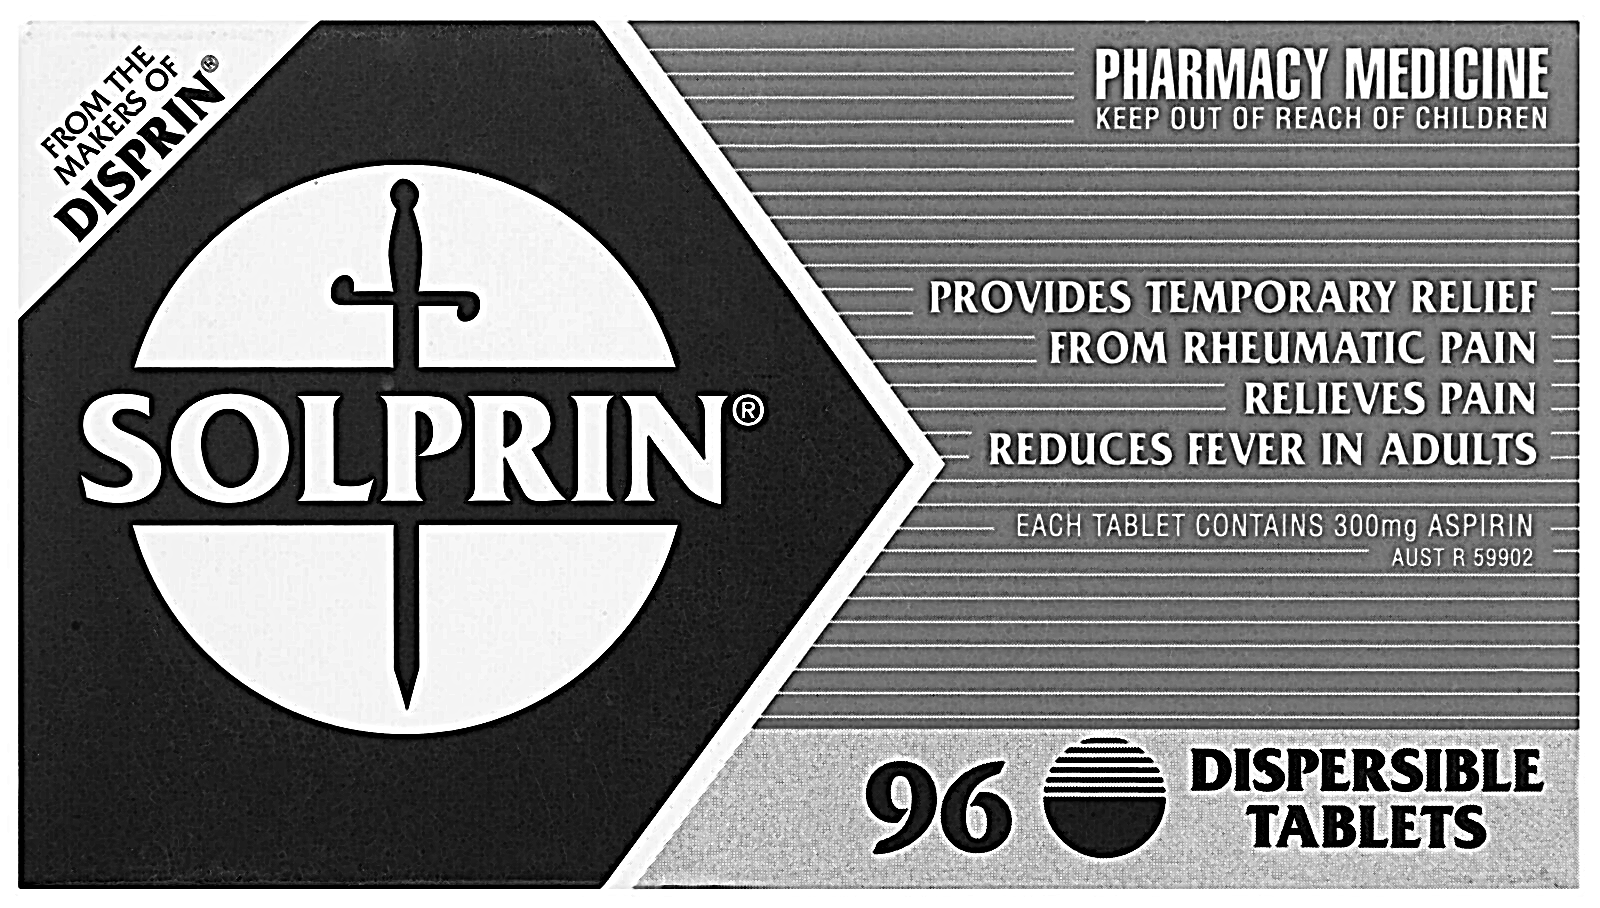 FROM THE
MAKERS OF
DISPRIN®
PHARMACY MEDICINE
KEEP OUT OF REACH OF CHILDREN
SOLPRIN®
PROVIDES TEMPORARY RELIEF
FROM RHEUMATIC PAIN
RELIEVES PAIN
REDUCES FEVER IN ADULTS
EACH TABLET CONTAINS 300mg ASPIRIN
AUST R 59902
96 DISPERSIBLE
TABLETS